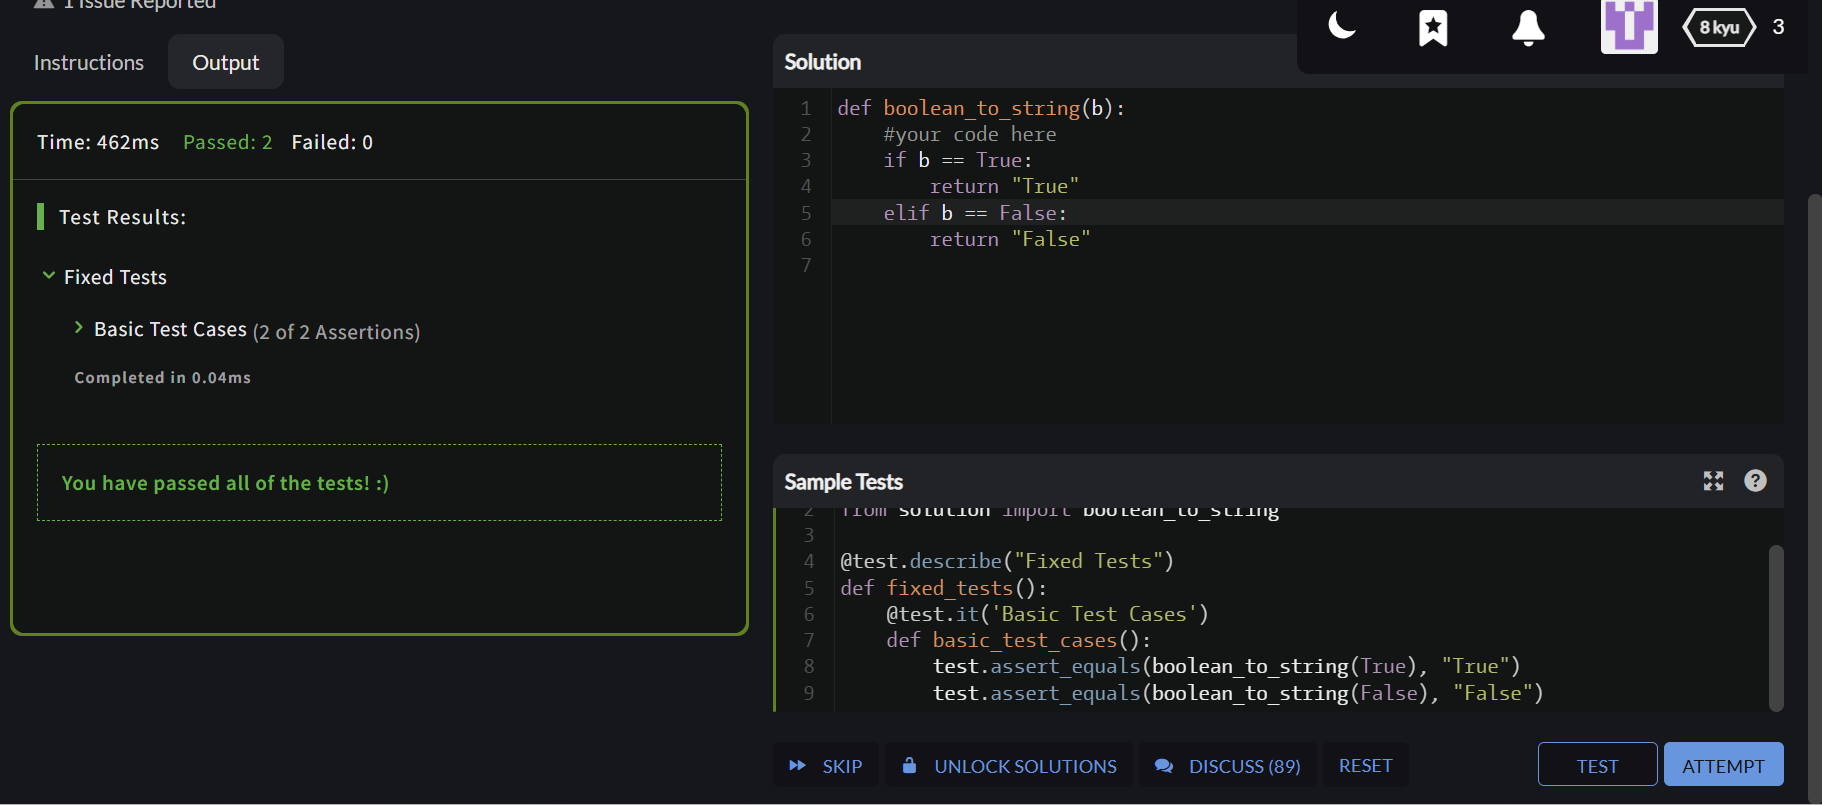 1 Issue Reported
Instructions
Output
Time: 462ms Passed: 2 Failed: 0
Test Results:
Fixed Tests
Basic Test Cases (2 of 2 Assertions)
Completed in 0.04ms
You have passed all of the tests! :)
8 kyu 3
Solution
1 def boolean_to_string(b):
2     #your code here
3     if b == True:
4         return "True"
5     elif b == False:
6         return "False"
7
Sample Tests
?
2 from solution import boolean_to_string
3
4 @test.describe("Fixed Tests")
5 def fixed_tests():
6     @test.it('Basic Test Cases')
7     def basic_test_cases():
8         test.assert_equals(boolean_to_string(True), "True")
9         test.assert_equals(boolean_to_string(False), "False")
SKIP
UNLOCK SOLUTIONS
DISCUSS (89)
RESET
TEST
ATTEMPT